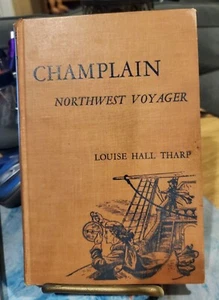 CHAMPLAIN
NORTHWEST VOYAGER
LOUISE HALL THARP